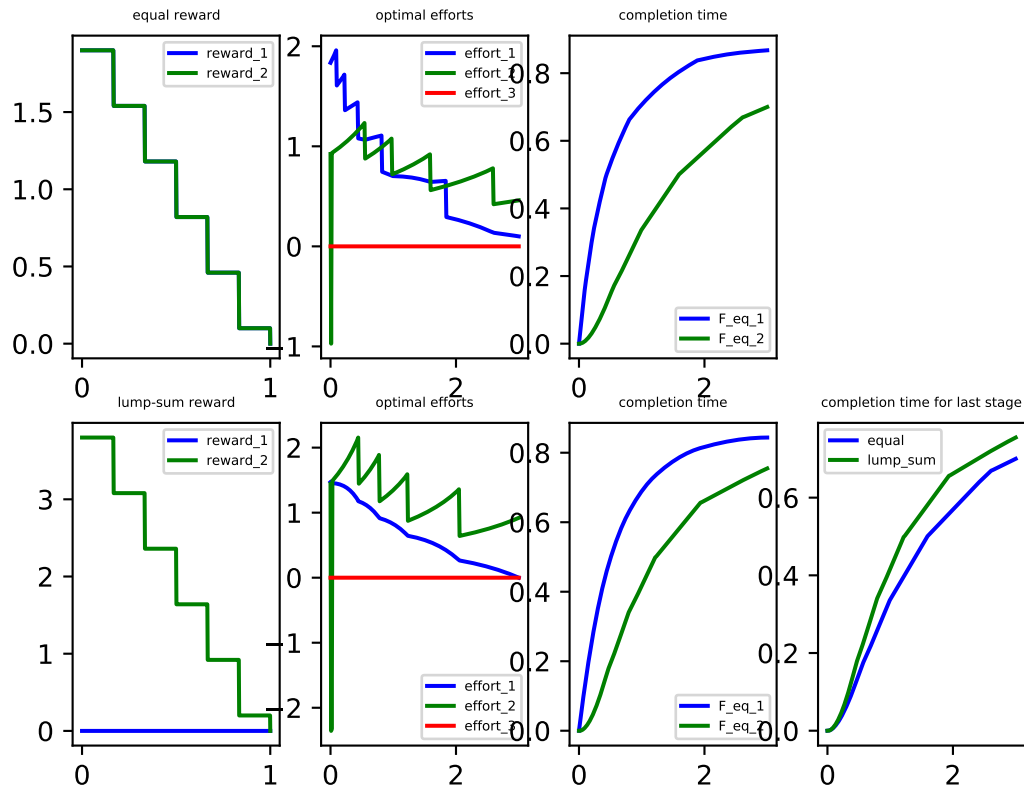 equal reward
optimal efforts
completion time
reward_1
reward_2
effort_1
effort_2
effort_3
F_eq_1
F_eq_2
1.5
1.0
0.5
0.0
0
1
2
1
0
1
0
2
0.8
0.6
0.4
0.2
0.0
0
2
lump-sum reward
optimal efforts
completion time
completion time for last stage
reward_1
reward_2
effort_1
effort_2
effort_3
F_eq_1
F_eq_2
equal
lump_sum
3
2
1
0
0
1
2
1
0
1
2
0
2
0.8
0.6
0.4
0.2
0.0
0
2
0.6
0.4
0.2
0.0
0
2